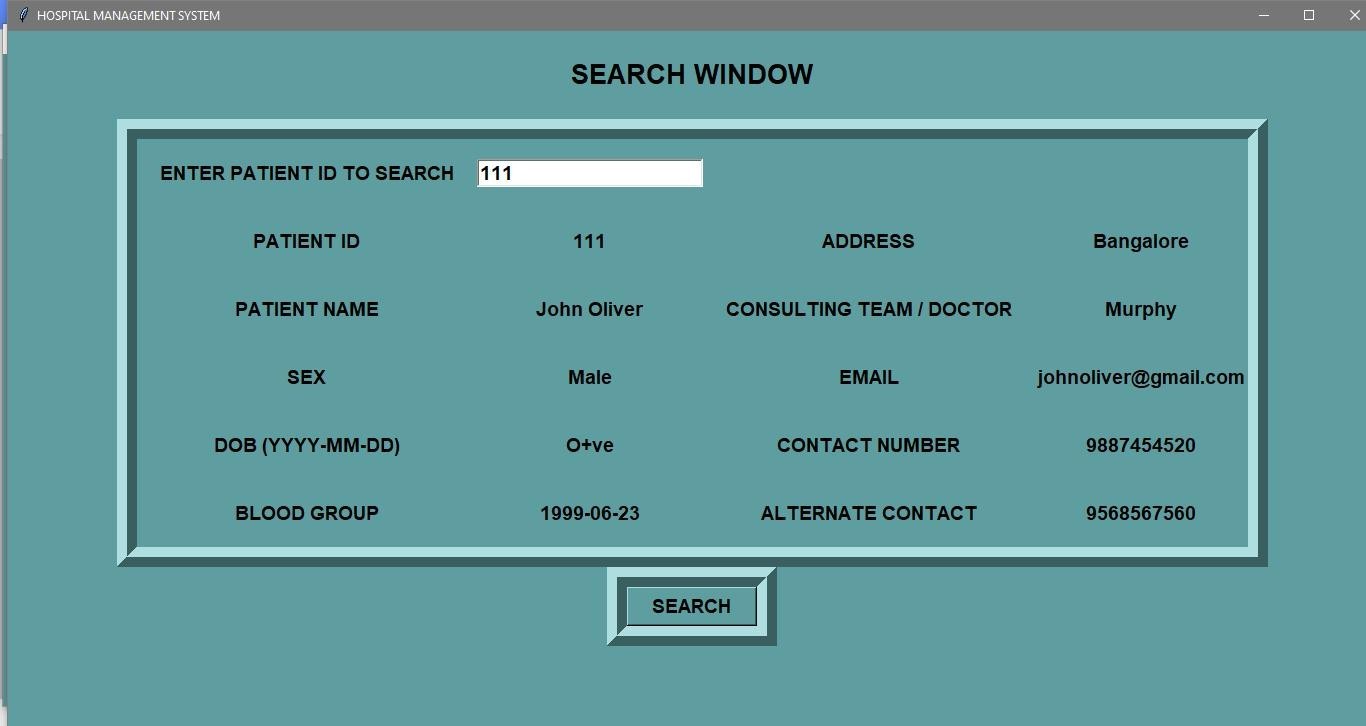 HOSPITAL MANAGEMENT SYSTEM
SEARCH WINDOW
ENTER PATIENT ID TO SEARCH 111
PATIENT ID 111 ADDRESS Bangalore
PATIENT NAME John Oliver CONSULTING TEAM / DOCTOR Murphy
SEX Male EMAIL johnoliver@gmail.com
DOB (YYYY-MM-DD) O+ve CONTACT NUMBER 9887454520
BLOOD GROUP 1999-06-23 ALTERNATE CONTACT 9568567560
SEARCH